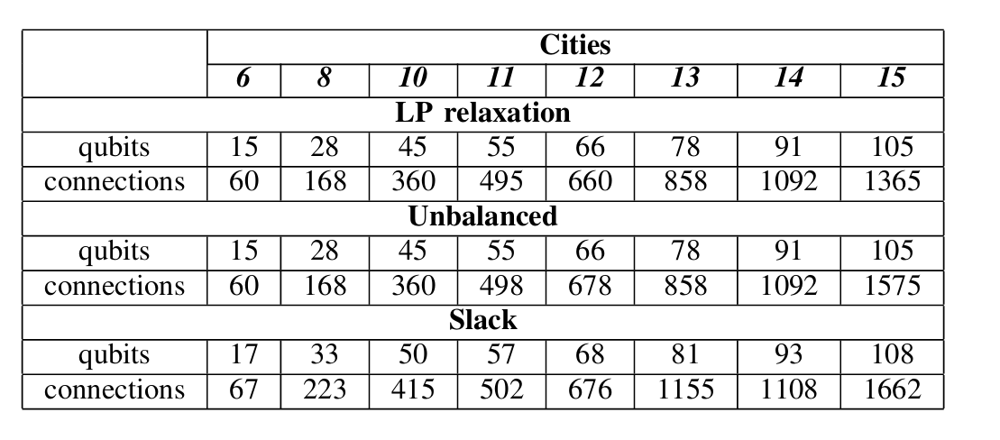 Cities
6 8 10 11 12 13 14 15
LP relaxation
qubits 15 28 45 55 66 78 91 105
connections 60 168 360 495 660 858 1092 1365
Unbalanced
qubits 15 28 45 55 66 78 91 105
connections 60 168 360 498 678 858 1092 1575
Slack
qubits 17 33 50 57 68 81 93 108
connections 67 223 415 502 676 1155 1108 1662